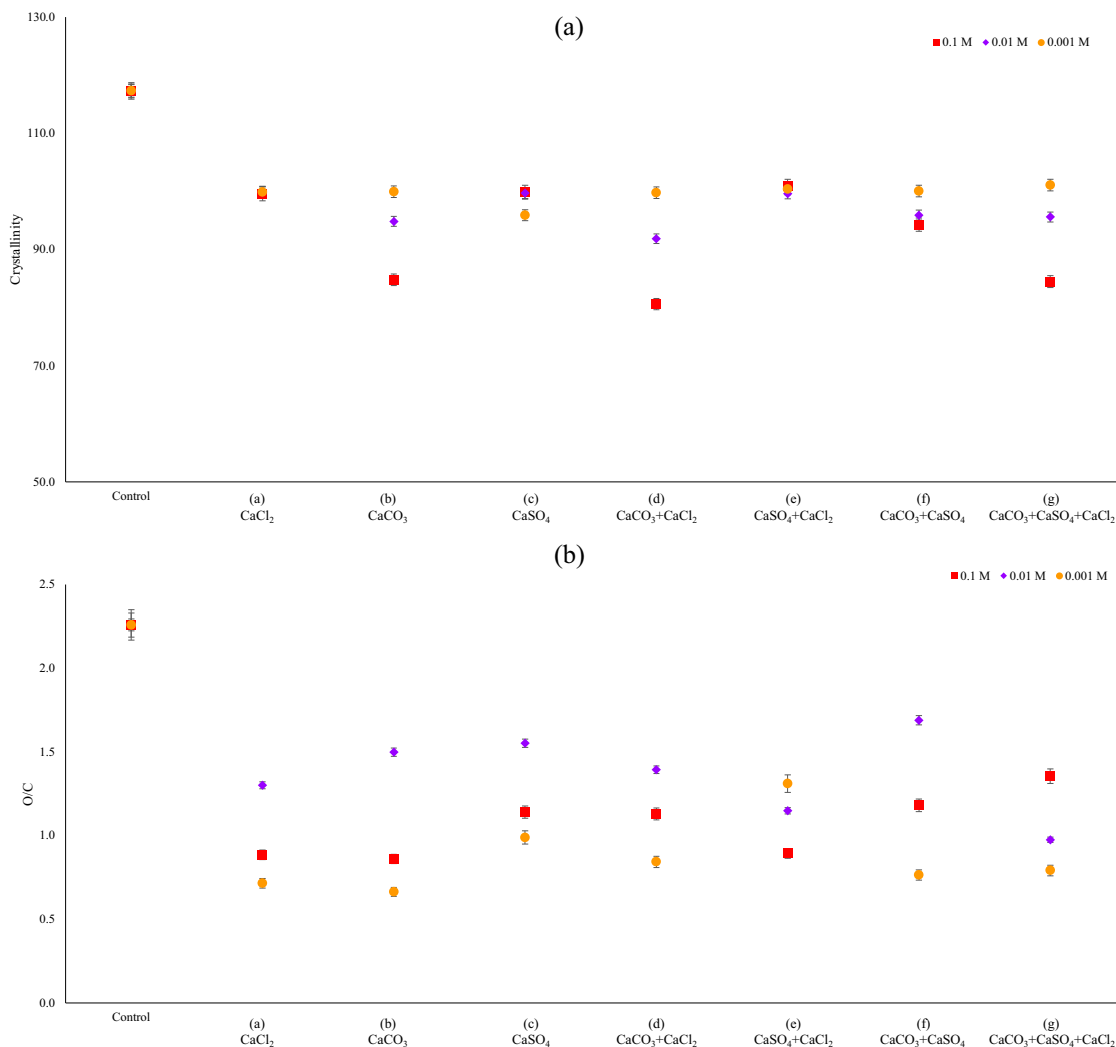 (a)
130.0
0.1 M 0.01 M 0.001 M
110.0
90.0
70.0
50.0
Crystallinity
Control (a) (b) (c) (d) (e) (f) (g)
CaCl₂ CaCO₃ CaSO₄ CaCO₃+CaCl₂ CaSO₄+CaCl₂ CaCO₃+CaSO₄ CaCO₃+CaSO₄+CaCl₂
(b)
2.5
0.1 M 0.01 M 0.001 M
2.0
1.5
1.0
0.5
0.0
O/C
Control (a) (b) (c) (d) (e) (f) (g)
CaCl₂ CaCO₃ CaSO₄ CaCO₃+CaCl₂ CaSO₄+CaCl₂ CaCO₃+CaSO₄ CaCO₃+CaSO₄+CaCl₂